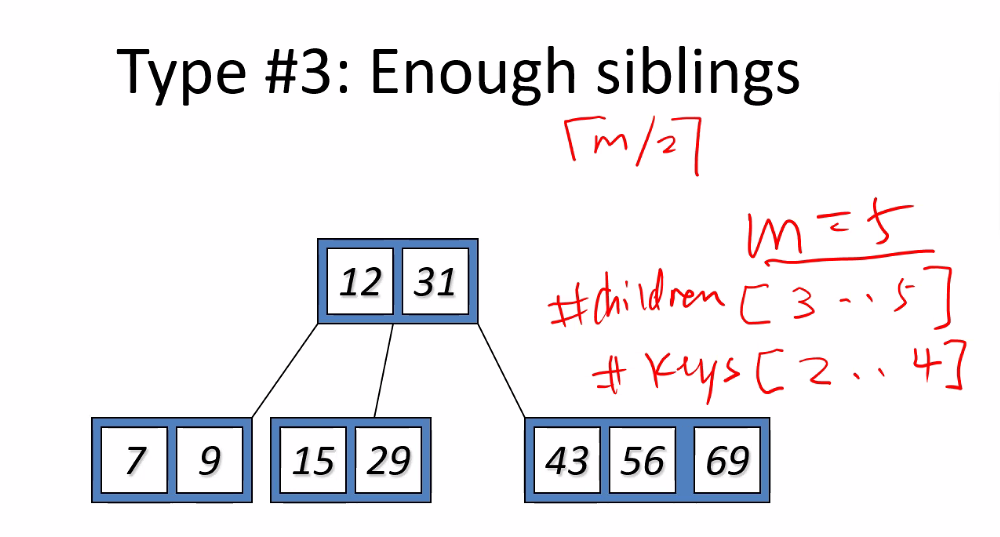 Type #3: Enough siblings
⌈m/2⌉
m = 5
12 31
#children [3 .. 5]
# keys [2 .. 4]
7 9 15 29 43 56 69